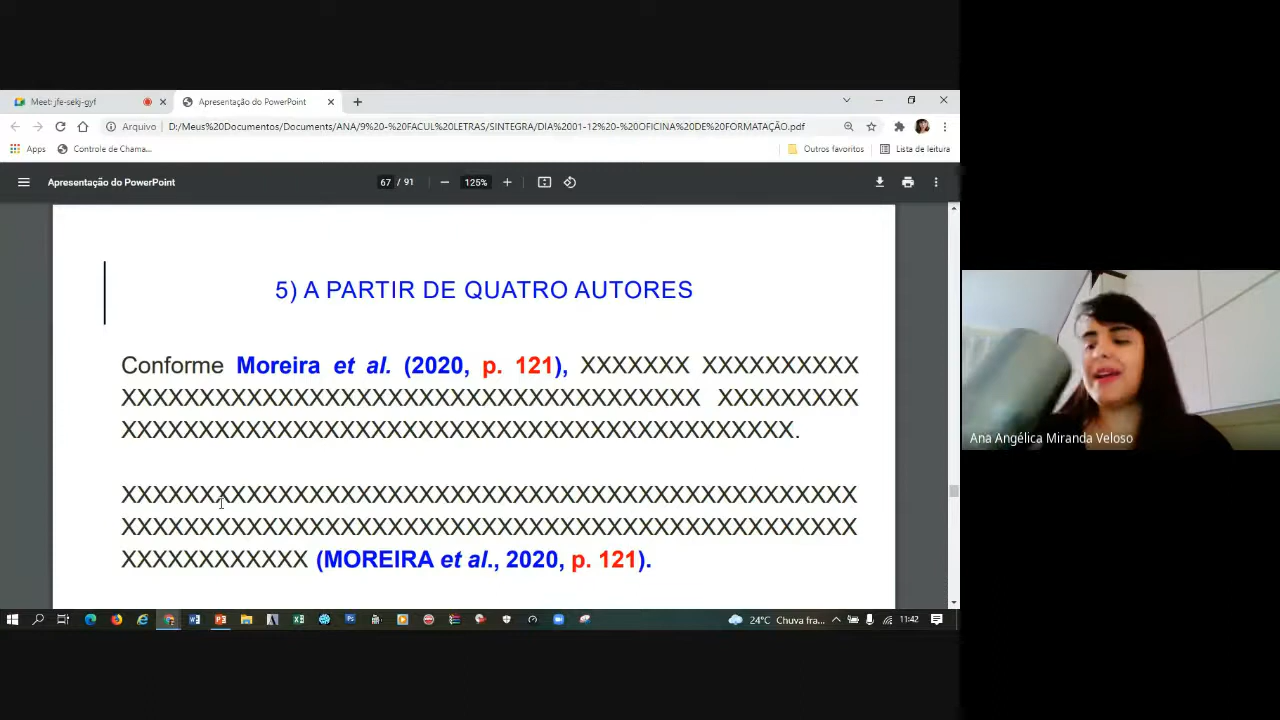 Meet: jfe-sekj-gyf
Apresentação do PowerPoint
Arquivo D:/Meus%20Documentos/Documents/ANA/9%20-%20FACUL%20LETRAS/SINTEGRA/DIA%2001-12%20-%20OFICINA%20DE%20FORMATAÇÃO.pdf
Apps Controle de Chama... Outros favoritos Lista de leitura
Apresentação do PowerPoint 67 / 91 125%
5) A PARTIR DE QUATRO AUTORES
Conforme Moreira et al. (2020, p. 121), XXXXXXX XXXXXXXXXX
XXXXXXXXXXXXXXXXXXXXXXXXXXXXXXXXXXXXX XXXXXXXXX
XXXXXXXXXXXXXXXXXXXXXXXXXXXXXXXXXXXXXXXXXXX.
XXXXXXXXXXXXXXXXXXXXXXXXXXXXXXXXXXXXXXXXXXXXXXX
XXXXXXXXXXXXXXXXXXXXXXXXXXXXXXXXXXXXXXXXXXXXXXX
XXXXXXXXXXXX (MOREIRA et al., 2020, p. 121).
Ana Angélica Miranda Veloso
24°C Chuva fra... 11:42